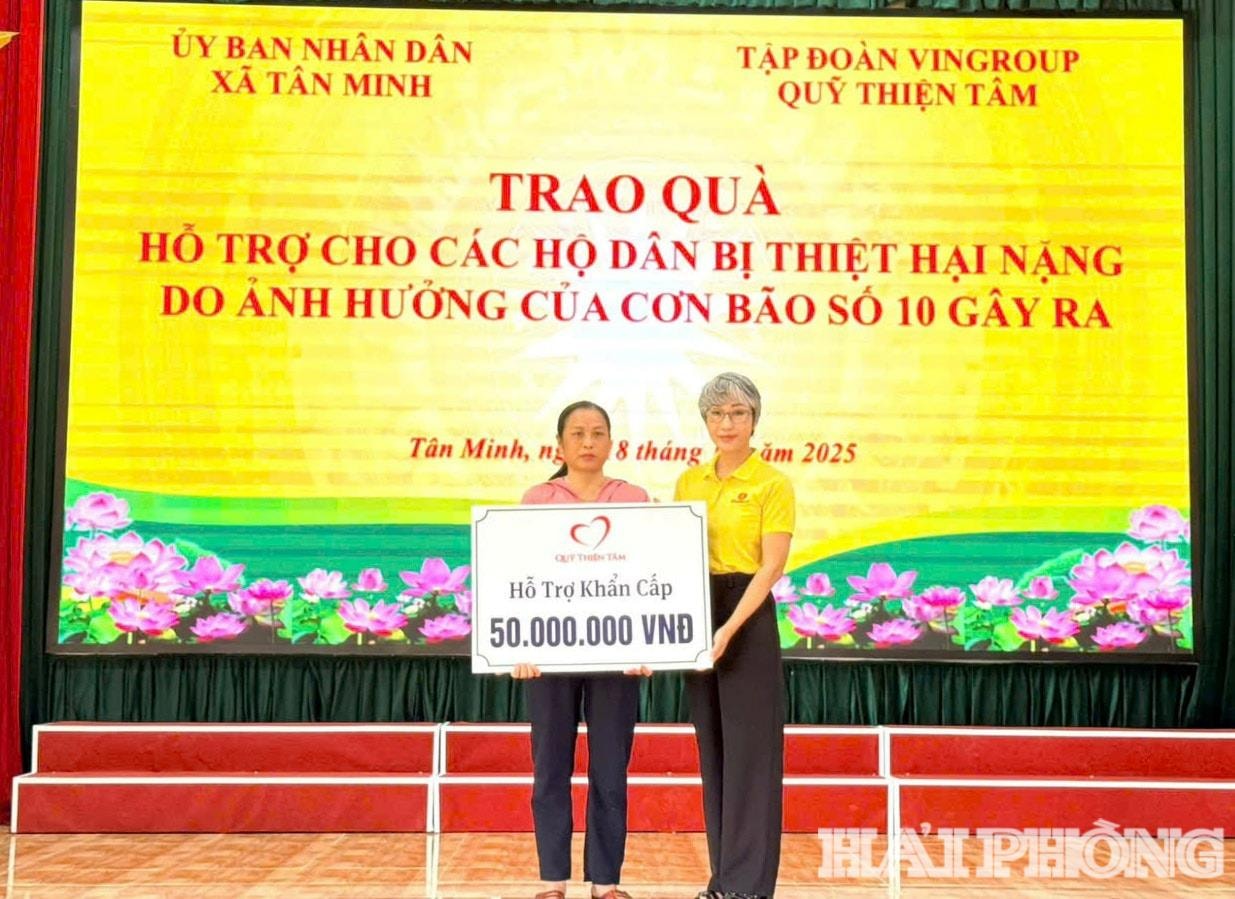 ỦY BAN NHÂN DÂN
XÃ TÂN MINH
TẬP ĐOÀN VINGROUP
QUỸ THIỆN TÂM
TRAO QUÀ
HỖ TRỢ CHO CÁC HỘ DÂN BỊ THIỆT HẠI NẶNG
DO ẢNH HƯỞNG CỦA CƠN BÃO SỐ 10 GÂY RA
Tân Minh, 8 tháng năm 2025
QUỸ THIỆN TÂM
Hỗ Trợ Khẩn Cấp
50.000.000 VNĐ
HẢI PHÒNG